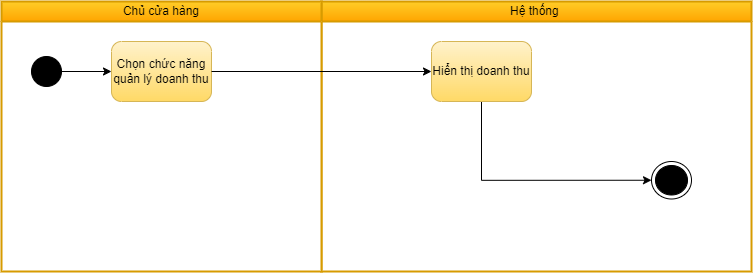 Chủ cửa hàng
Hệ thống
Chọn chức năng
quản lý doanh thu
Hiển thị doanh thu